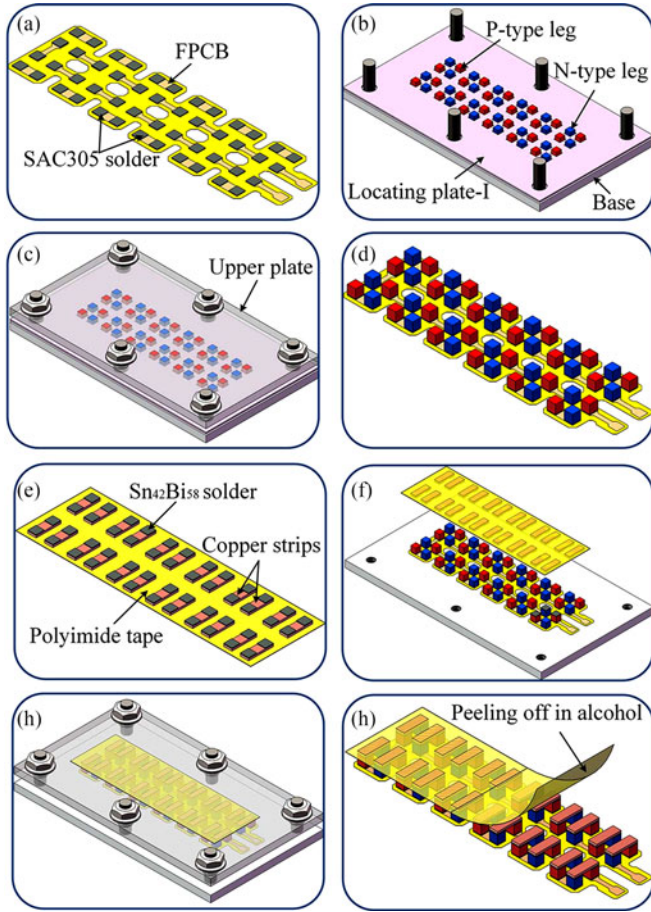 (a)
FPCB
SAC305 solder
(b)
P-type leg
N-type leg
Locating plate-I
Base
(c)
Upper plate
(d)
(e)
Sn42Bi58 solder
Copper strips
Polyimide tape
(f)
(h)
(h)
Peeling off in alcohol